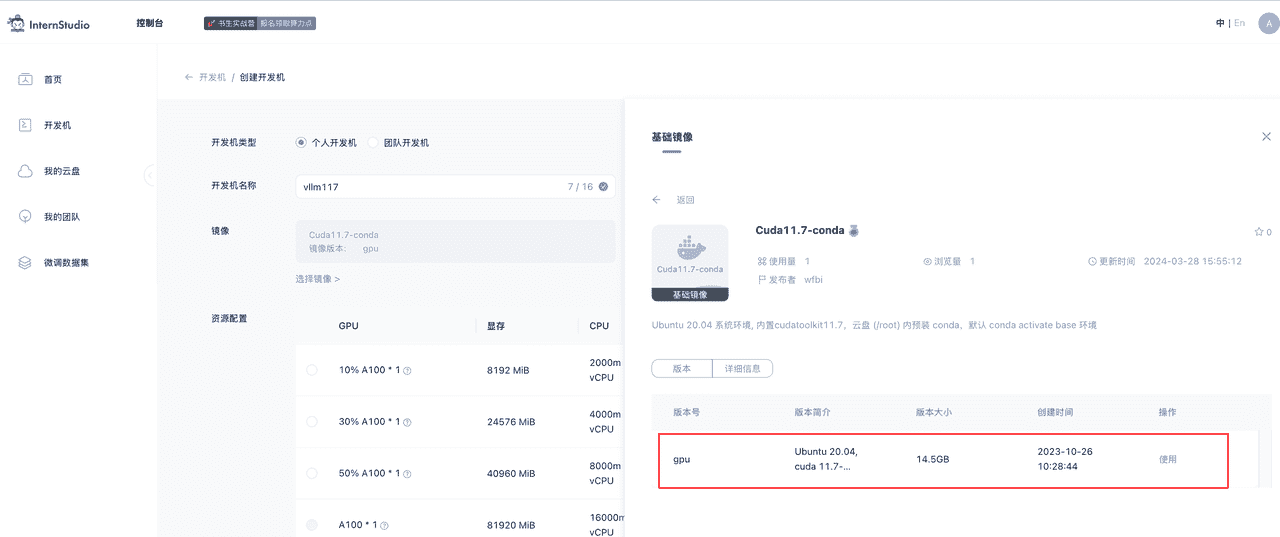 InternStudio
控制台
书生实战营 报名领取算力点
中 | En
A
首页
开发机
我的云盘
我的团队
微调数据集
← 开发机 / 创建开发机
开发机类型
个人开发机 团队开发机
开发机名称
vllm117 7 / 16
镜像
Cuda11.7-conda
镜像版本: gpu
选择镜像 >
资源配置
GPU 显存 CPU
10% A100 * 1 8192 MiB 2000m vCPU
30% A100 * 1 24576 MiB 4000m vCPU
50% A100 * 1 40960 MiB 8000m vCPU
A100 * 1 81920 MiB 16000m vCPU
基础镜像
← 返回
Cuda11.7-conda
基础镜像
Cuda11.7-conda
0
使用量 1 浏览量 1 更新时间 2024-03-28 15:55:12
发布者 wfbi
Ubuntu 20.04 系统环境, 内置cudatoolkit11.7，云盘 (/root) 内预装 conda、默认 conda activate base 环境
版本 详细信息
版本号 版本简介 版本大小 创建时间 操作
gpu Ubuntu 20.04, cuda 11.7-... 14.5GB 2023-10-26 10:28:44 使用